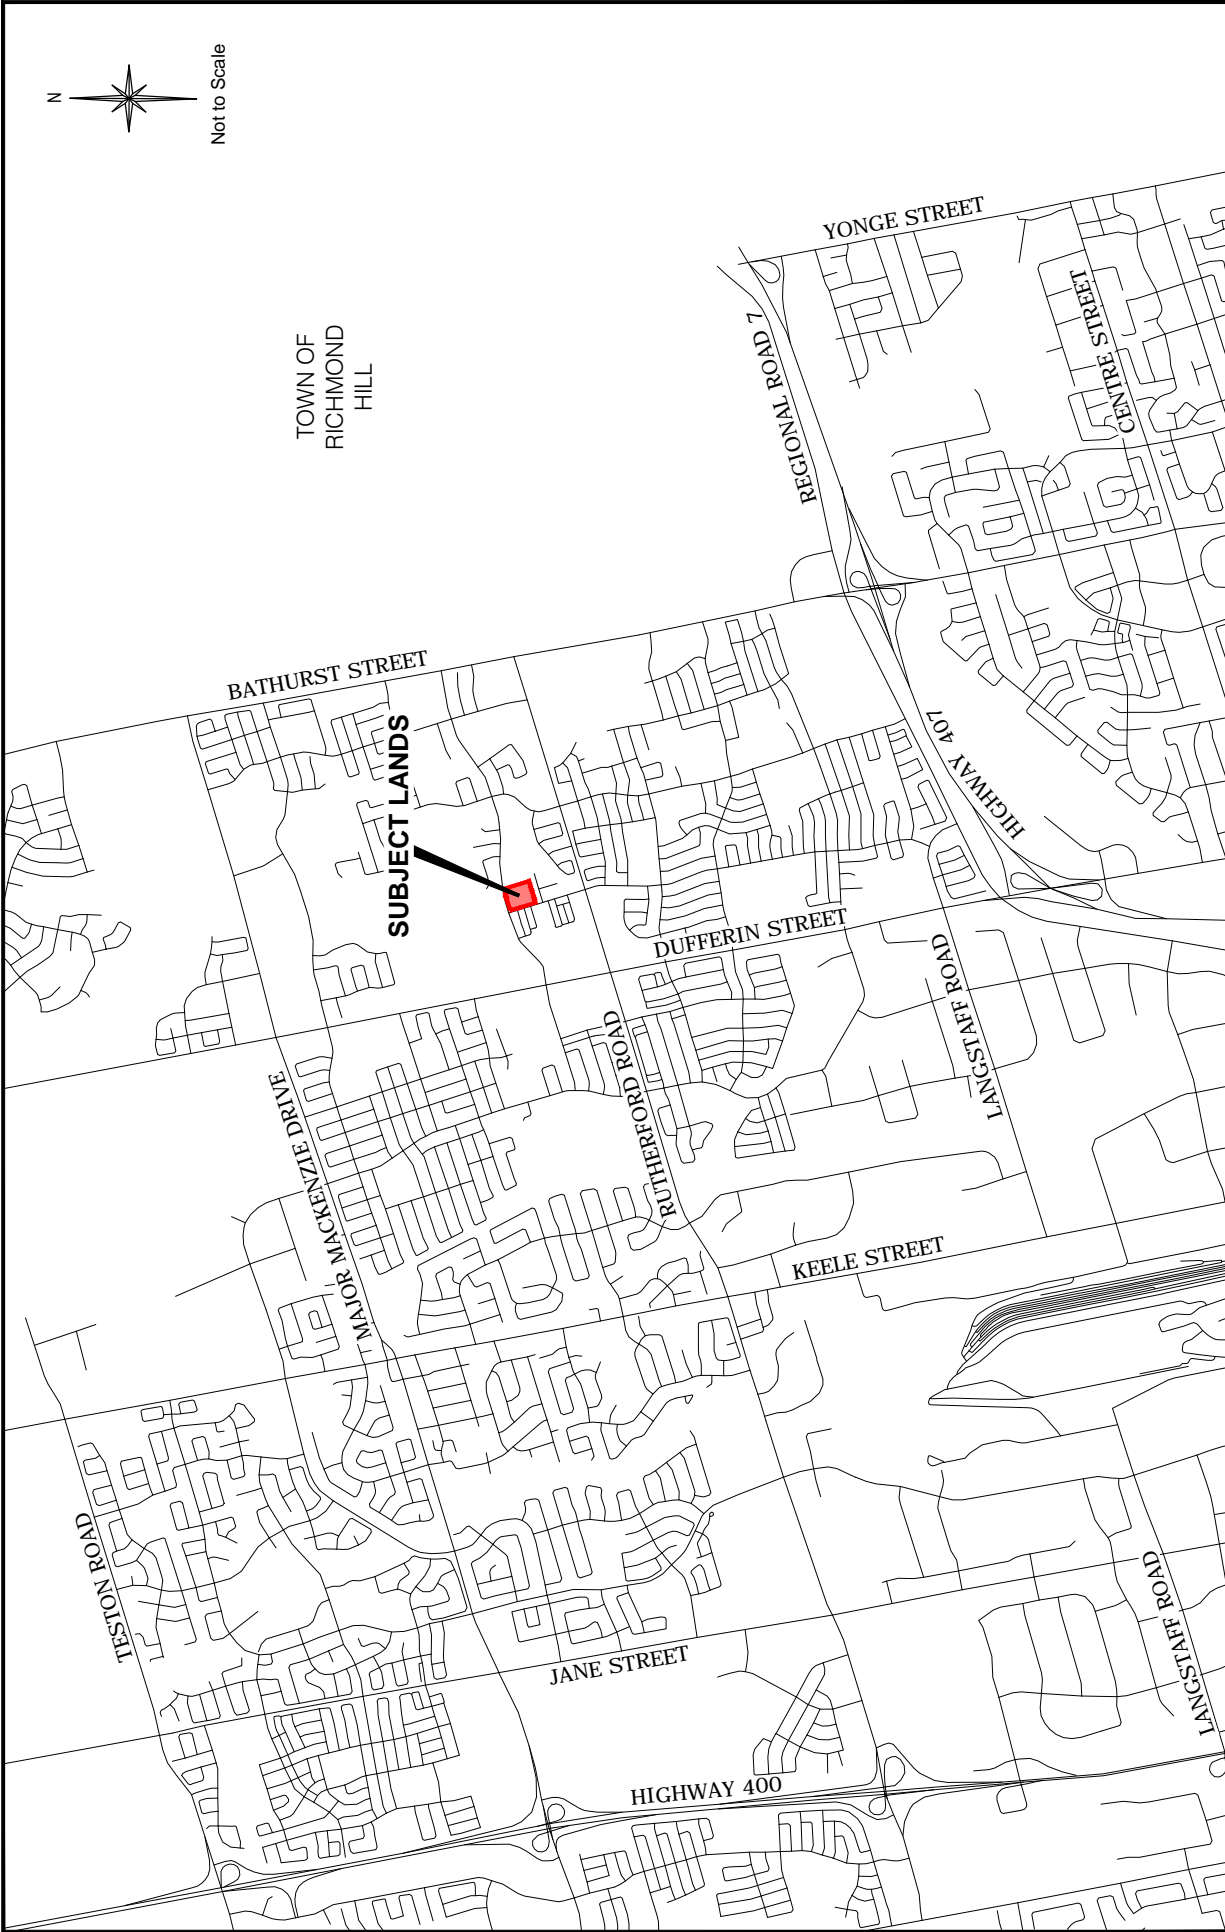 N
Not to Scale
TOWN OF
RICHMOND
HILL
YONGE STREET
REGIONAL ROAD 7
CENTRE STREET
BATHURST STREET
SUBJECT LANDS
HIGHWAY 407
DUFFERIN STREET
LANGSTAFF ROAD
RUTHERFORD ROAD
MAJOR MACKENZIE DRIVE
KEELE STREET
TESTON ROAD
JANE STREET
LANGSTAFF ROAD
HIGHWAY 400